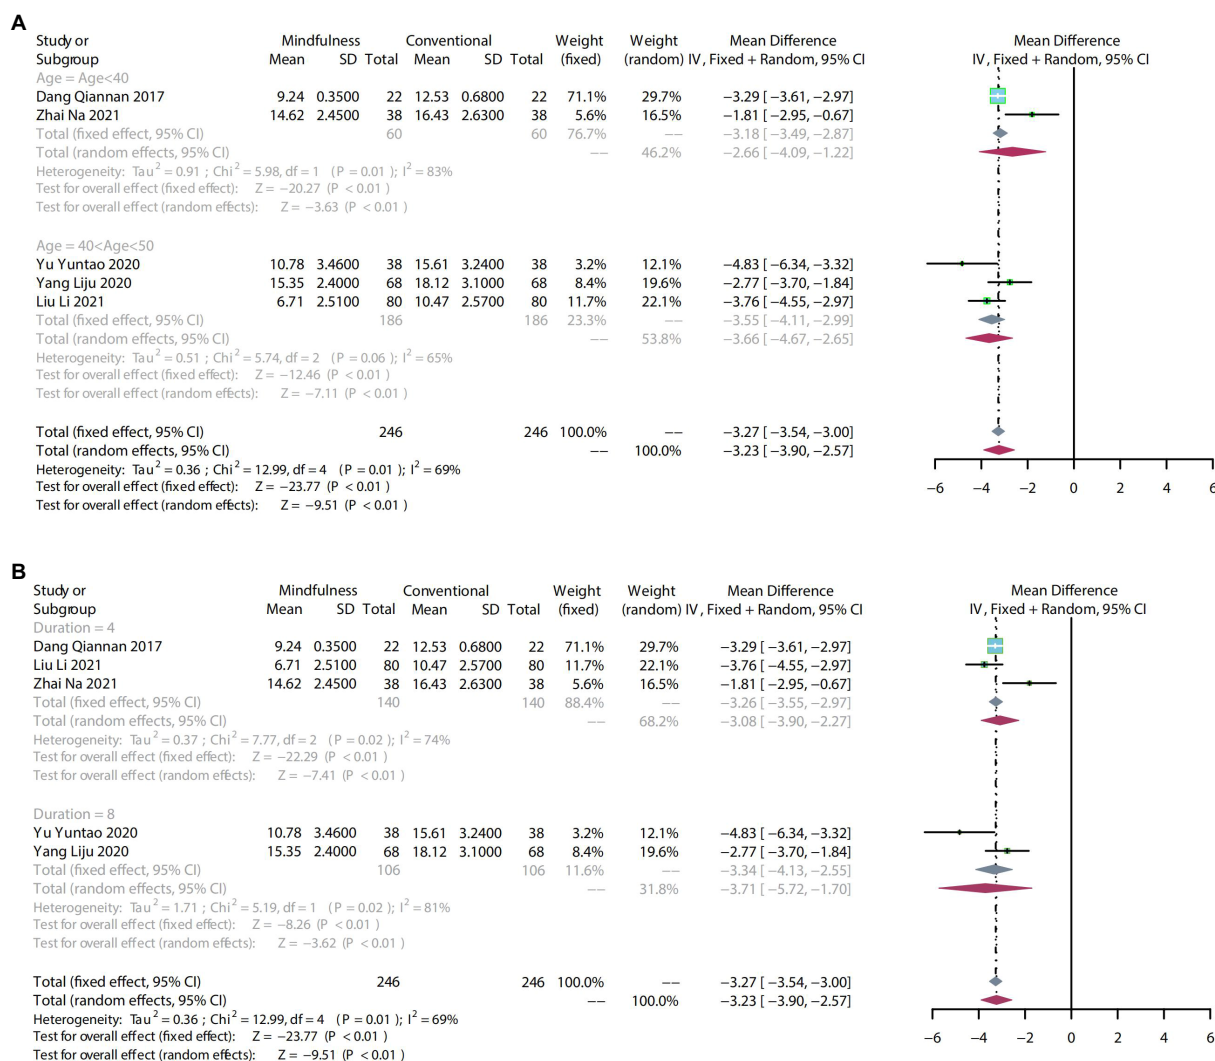 A
Study or Mindfulness Conventional Weight Weight Mean Difference Mean Difference
Subgroup Mean SD Total Mean SD Total (fixed) (random) IV, Fixed + Random, 95% CI IV, Fixed + Random, 95% CI
Age = Age<40
Dang Qiannan 2017 9.24 0.3500 22 12.53 0.6800 22 71.1% 29.7% −3.29 [ −3.61, −2.97]
Zhai Na 2021 14.62 2.4500 38 16.43 2.6300 38 5.6% 16.5% −1.81 [ −2.95, −0.67]
Total (fixed effect, 95% CI) 60 60 76.7% −− −3.18 [ −3.49, −2.87]
Total (random effects, 95% CI) −− 46.2% −2.66 [ −4.09, −1.22]
Heterogeneity: Tau² = 0.91 ; Chi² = 5.98, df = 1 (P = 0.01 ); I² = 83%
Test for overall effect (fixed effect): Z = −20.27 (P < 0.01 )
Test for overall effect (random effects): Z = −3.63 (P < 0.01 )
Age = 40<Age<50
Yu Yuntao 2020 10.78 3.4600 38 15.61 3.2400 38 3.2% 12.1% −4.83 [ −6.34, −3.32]
Yang Liju 2020 15.35 2.4000 68 18.12 3.1000 68 8.4% 19.6% −2.77 [ −3.70, −1.84]
Liu Li 2021 6.71 2.5100 80 10.47 2.5700 80 11.7% 22.1% −3.76 [ −4.55, −2.97]
Total (fixed effect, 95% CI) 186 186 23.3% −− −3.55 [ −4.11, −2.99]
Total (random effects, 95% CI) −− 53.8% −3.66 [ −4.67, −2.65]
Heterogeneity: Tau² = 0.51 ; Chi² = 5.74, df = 2 (P = 0.06 ); I² = 65%
Test for overall effect (fixed effect): Z = −12.46 (P < 0.01 )
Test for overall effect (random effects): Z = −7.11 (P < 0.01 )
Total (fixed effect, 95% CI) 246 246 100.0% −− −3.27 [ −3.54, −3.00]
Total (random effects, 95% CI) −− 100.0% −3.23 [ −3.90, −2.57]
Heterogeneity: Tau² = 0.36 ; Chi² = 12.99, df = 4 (P = 0.01 ); I² = 69%
Test for overall effect (fixed effect): Z = −23.77 (P < 0.01 )
Test for overall effect (random effects): Z = −9.51 (P < 0.01 )
−6 −4 −2 0 2 4 6
B
Study or Mindfulness Conventional Weight Weight Mean Difference Mean Difference
Subgroup Mean SD Total Mean SD Total (fixed) (random) IV, Fixed + Random, 95% CI IV, Fixed + Random, 95% CI
Duration = 4
Dang Qiannan 2017 9.24 0.3500 22 12.53 0.6800 22 71.1% 29.7% −3.29 [ −3.61, −2.97]
Liu Li 2021 6.71 2.5100 80 10.47 2.5700 80 11.7% 22.1% −3.76 [ −4.55, −2.97]
Zhai Na 2021 14.62 2.4500 38 16.43 2.6300 38 5.6% 16.5% −1.81 [ −2.95, −0.67]
Total (fixed effect, 95% CI) 140 140 88.4% −− −3.26 [ −3.55, −2.97]
Total (random effects, 95% CI) −− 68.2% −3.08 [ −3.90, −2.27]
Heterogeneity: Tau² = 0.37 ; Chi² = 7.77, df = 2 (P = 0.02 ); I² = 74%
Test for overall effect (fixed effect): Z = −22.29 (P < 0.01 )
Test for overall effect (random effects): Z = −7.41 (P < 0.01 )
Duration = 8
Yu Yuntao 2020 10.78 3.4600 38 15.61 3.2400 38 3.2% 12.1% −4.83 [ −6.34, −3.32]
Yang Liju 2020 15.35 2.4000 68 18.12 3.1000 68 8.4% 19.6% −2.77 [ −3.70, −1.84]
Total (fixed effect, 95% CI) 106 106 11.6% −− −3.34 [ −4.13, −2.55]
Total (random effects, 95% CI) −− 31.8% −3.71 [ −5.72, −1.70]
Heterogeneity: Tau² = 1.71 ; Chi² = 5.19, df = 1 (P = 0.02 ); I² = 81%
Test for overall effect (fixed effect): Z = −8.26 (P < 0.01 )
Test for overall effect (random effects): Z = −3.62 (P < 0.01 )
Total (fixed effect, 95% CI) 246 246 100.0% −− −3.27 [ −3.54, −3.00]
Total (random effects, 95% CI) −− 100.0% −3.23 [ −3.90, −2.57]
Heterogeneity: Tau² = 0.36 ; Chi² = 12.99, df = 4 (P = 0.01 ); I² = 69%
Test for overall effect (fixed effect): Z = −23.77 (P < 0.01 )
Test for overall effect (random effects): Z = −9.51 (P < 0.01 )
−6 −4 −2 0 2 4 6